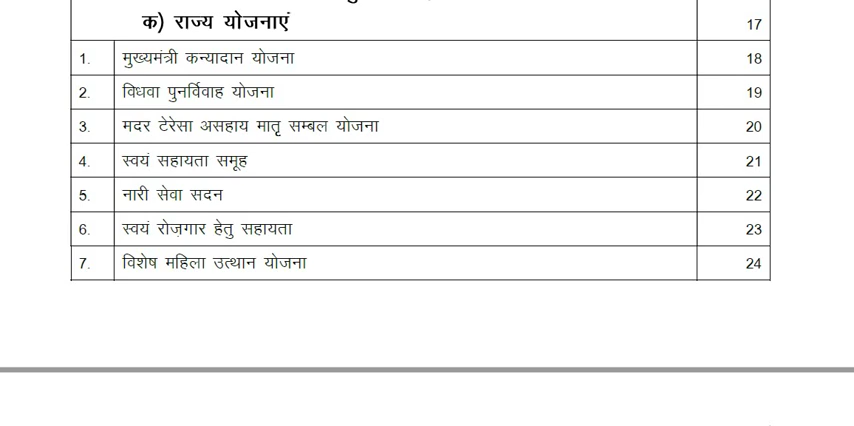 क) राज्य योजनाएं 17
1. मुख्यमंत्री कन्यादान योजना 18
2. विधवा पुनर्विवाह योजना 19
3. मदर टेरेसा असहाय मातृ सम्बल योजना 20
4. स्वयं सहायता समूह 21
5. नारी सेवा सदन 22
6. स्वयं रोज़गार हेतु सहायता 23
7. विशेष महिला उत्थान योजना 24